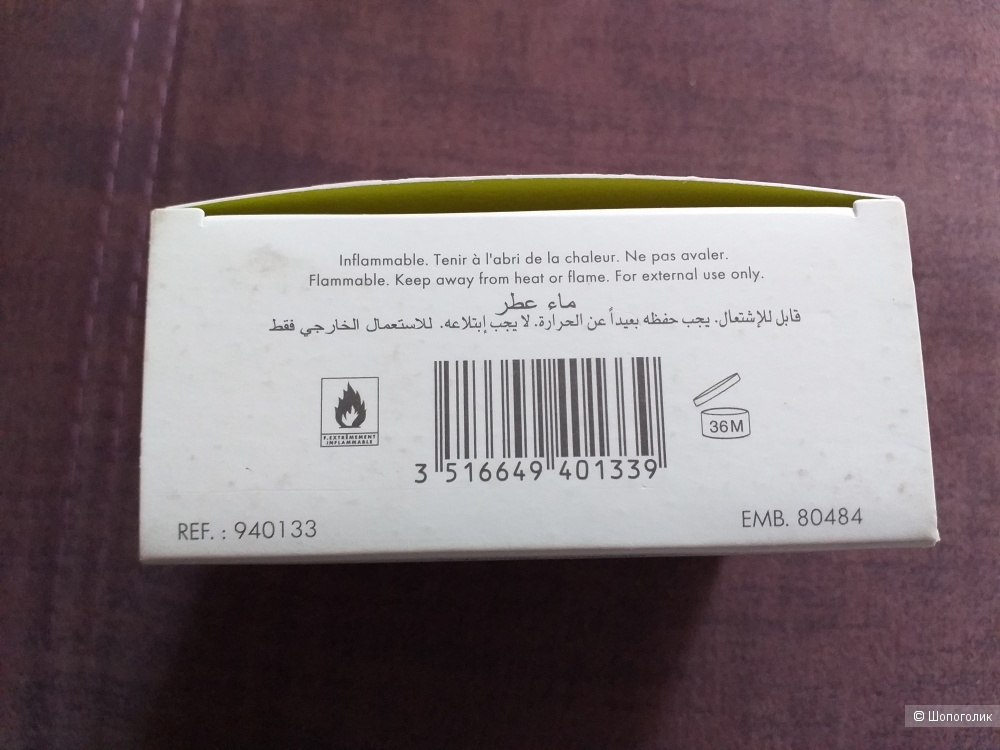 Inflammable. Tenir à l'abri de la chaleur. Ne pas avaler.
Flammable. Keep away from heat or flame. For external use only.
ماء عطر
قابل للإشتعال. يجب حفظه بعيداً عن الحرارة. لا يجب إبتلاعه. للاستعمال الخارجي فقط
F.EXTRÊMEMENT
INFLAMMABLE
36M
3 516649 401339
REF. : 940133
EMB. 80484
© Шопоголик